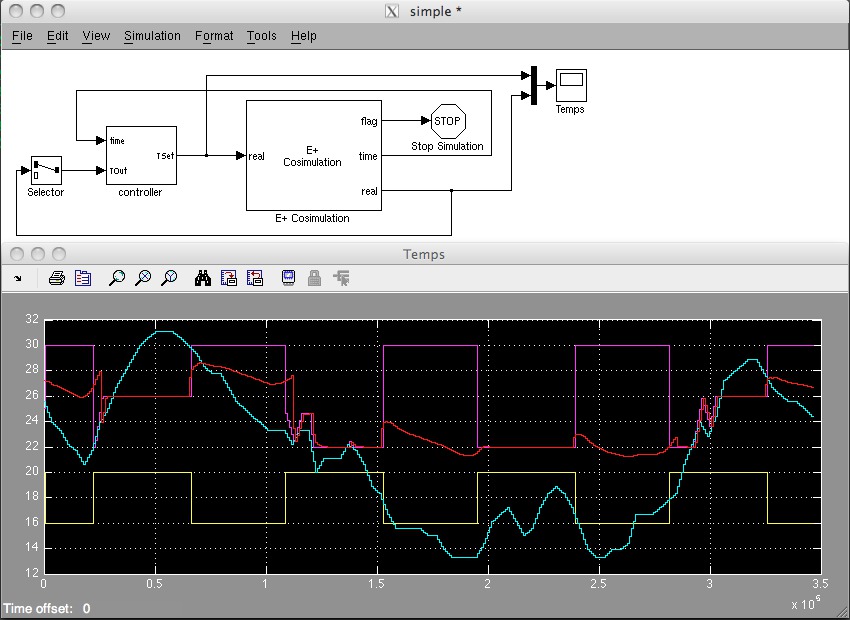 simple *
File Edit View Simulation Format Tools Help
Temps
flag
STOP
Stop Simulation
time
TOut
TSet
controller
Selector
real
E+
Cosimulation
time
real
E+ Cosimulation
Temps
32
30
28
26
24
22
20
18
16
14
12
0 0.5 1 1.5 2 2.5 3 3.5
Time offset: 0